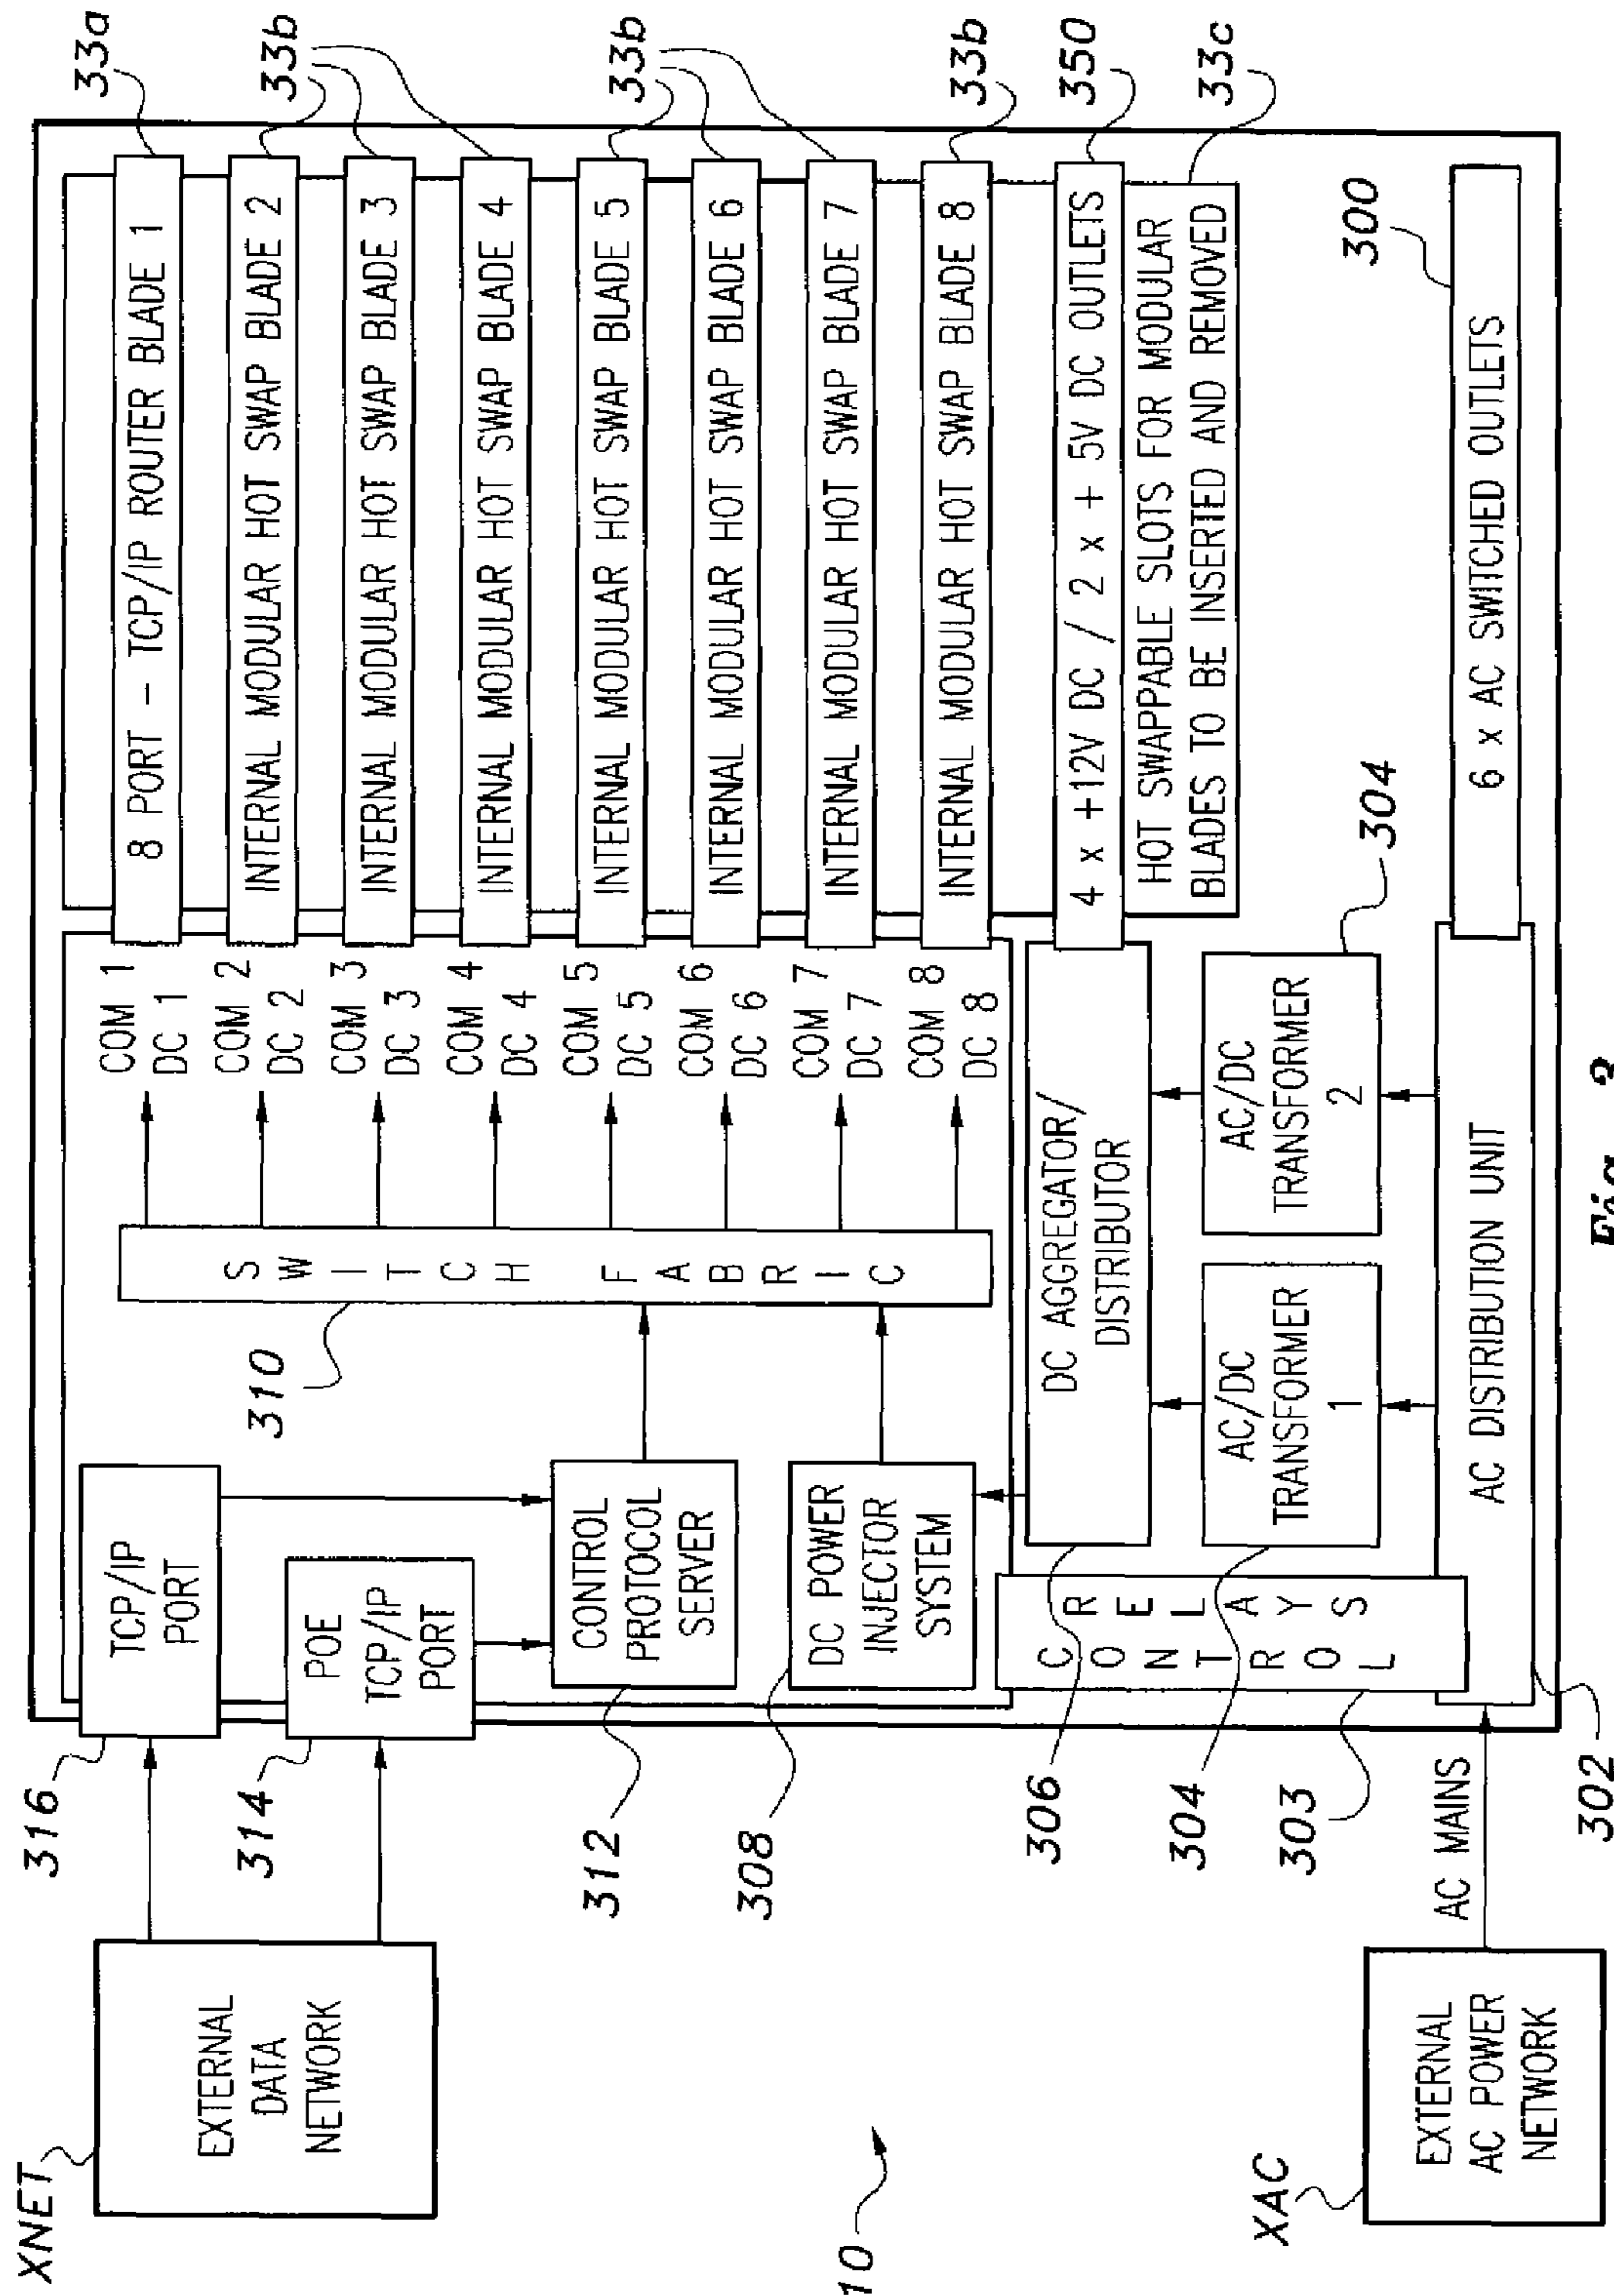 XNET
EXTERNAL
DATA
NETWORK
10
XAC
EXTERNAL
AC POWER
NETWORK
AC MAINS
316
314
312
308
306
304
303
302
TCP/IP
PORT
POE
TCP/IP
PORT
CONTROL
PROTOCOL
SERVER
DC POWER
INJECTOR
SYSTEM
CONTROL
RELAYS
310
SWITCH FABRIC
COM 1
DC 1
COM 2
DC 2
COM 3
DC 3
COM 4
DC 4
COM 5
DC 5
COM 6
DC 6
COM 7
DC 7
COM 8
DC 8
DC AGGREGATOR/
DISTRIBUTOR
AC/DC
TRANSFORMER
1
AC/DC
TRANSFORMER
2
304
AC DISTRIBUTION UNIT
8 PORT – TCP/IP ROUTER BLADE 1
INTERNAL MODULAR HOT SWAP BLADE 2
INTERNAL MODULAR HOT SWAP BLADE 3
INTERNAL MODULAR HOT SWAP BLADE 4
INTERNAL MODULAR HOT SWAP BLADE 5
INTERNAL MODULAR HOT SWAP BLADE 6
INTERNAL MODULAR HOT SWAP BLADE 7
INTERNAL MODULAR HOT SWAP BLADE 8
4 x +12V DC / 2 x + 5V DC OUTLETS
HOT SWAPPABLE SLOTS FOR MODULAR
BLADES TO BE INSERTED AND REMOVED
6 x AC SWITCHED OUTLETS
33a
33b
33b
33b
350
33c
300
Fig.